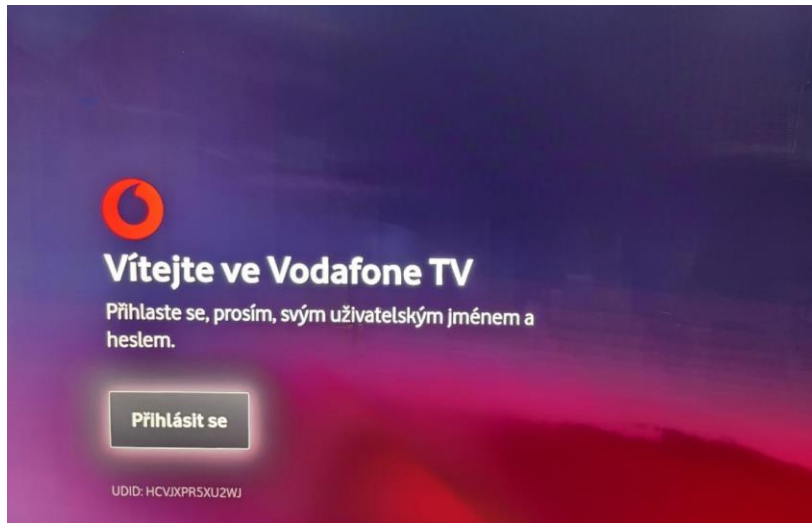 Vítejte ve Vodafone TV
Přihlaste se, prosím, svým uživatelským jménem a
heslem.
Přihlásit se
UDID: HCVJXPR5XU2WJ